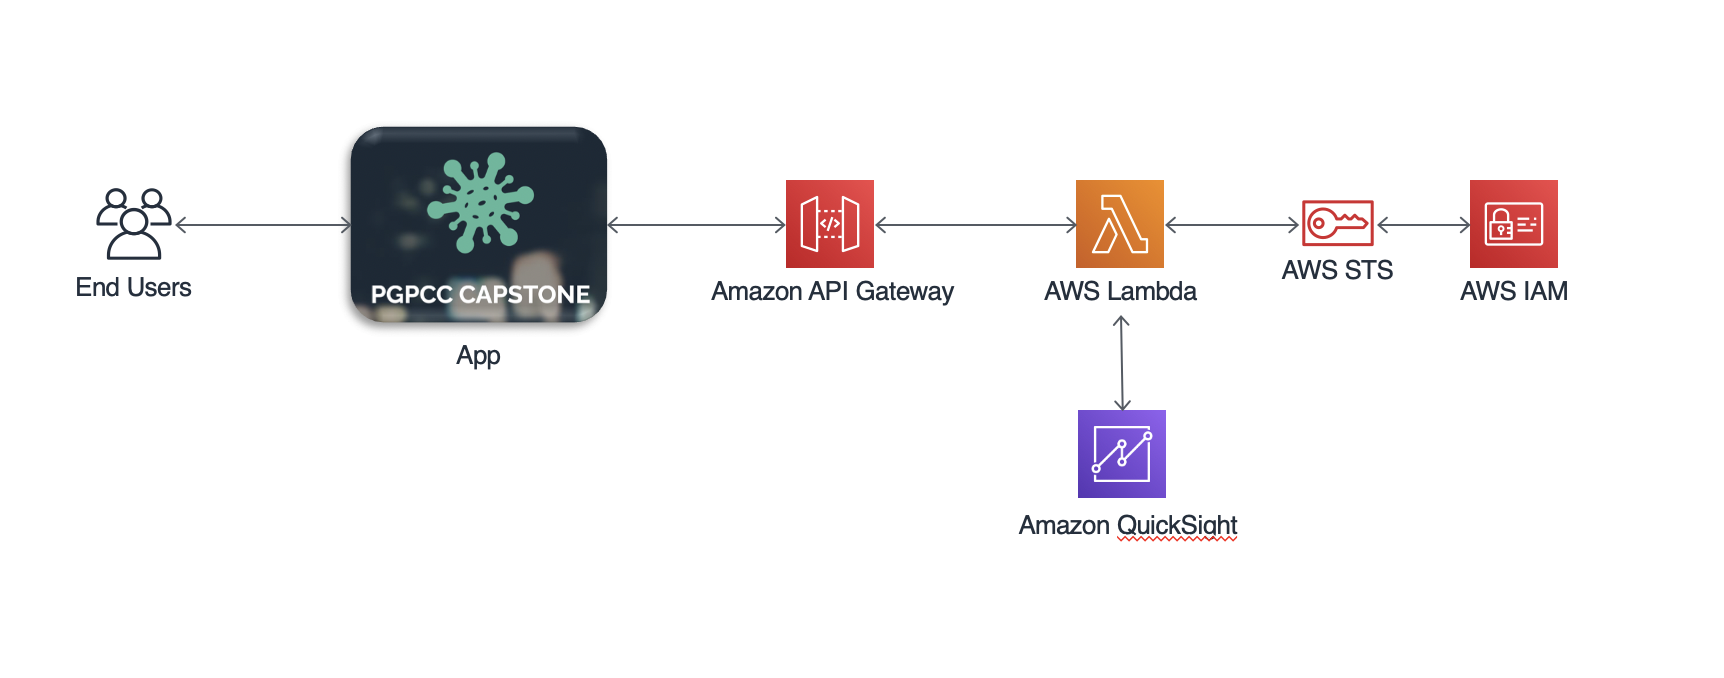 End Users
PGPCC CAPSTONE
App
</>
Amazon API Gateway
AWS Lambda
AWS STS
AWS IAM
Amazon QuickSight